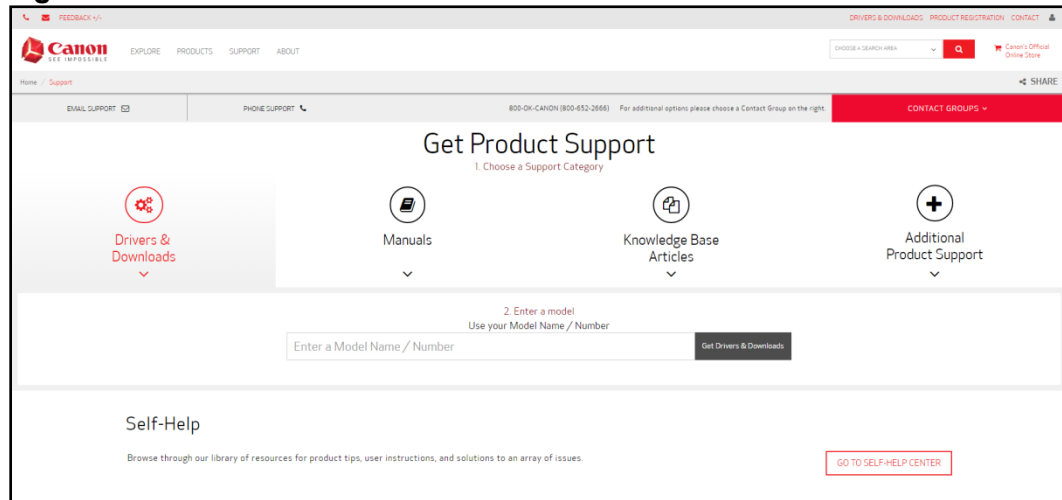 FEEDBACK +/-
DRIVERS & DOWNLOADS PRODUCT REGISTRATION CONTACT
Canon
SEE IMPOSSIBLE
EXPLORE PRODUCTS SUPPORT ABOUT
CHOOSE A SEARCH AREA
Canon's Official
Online Store
Home / Support
SHARE
EMAIL SUPPORT
PHONE SUPPORT
800-OK-CANON (800-652-2666) For additional options please choose a Contact Group on the right.
CONTACT GROUPS
Get Product Support
1. Choose a Support Category
Drivers &
Downloads
Manuals
Knowledge Base
Articles
Additional
Product Support
2. Enter a model
Use your Model Name / Number
Enter a Model Name / Number
Get Drivers & Downloads
Self-Help
Browse through our library of resources for product tips, user instructions, and solutions to an array of issues.
GO TO SELF-HELP CENTER